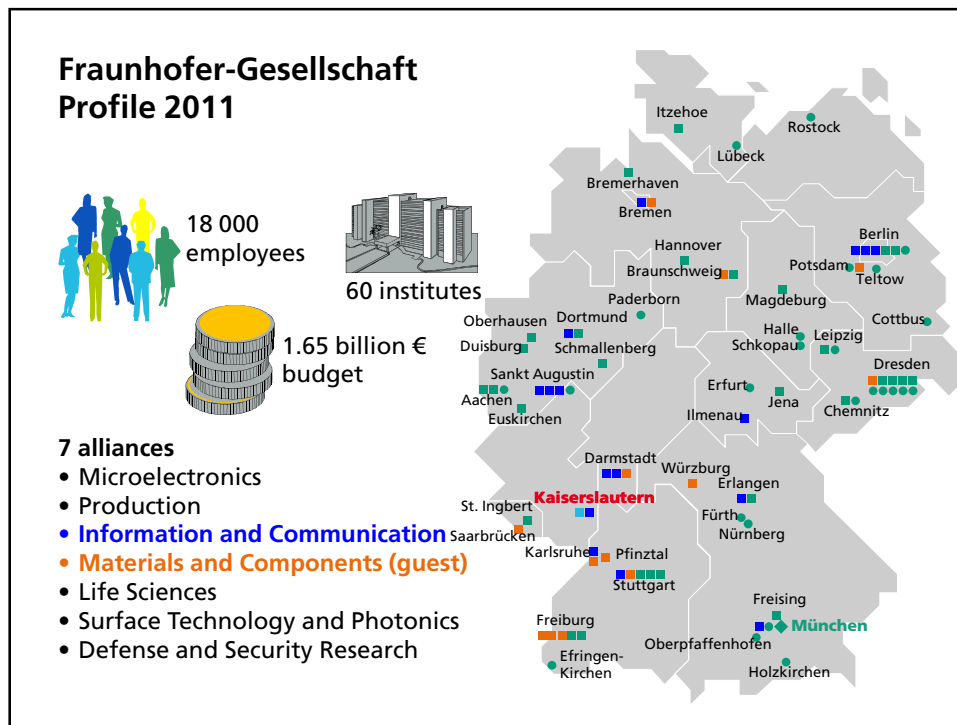 Fraunhofer-Gesellschaft
Profile 2011
18 000
employees
60 institutes
1.65 billion €
budget
7 alliances
• Microelectronics
• Production
• Information and Communication
• Materials and Components (guest)
• Life Sciences
• Surface Technology and Photonics
• Defense and Security Research
Itzehoe
Rostock
Lübeck
Bremerhaven
Bremen
Hannover
Berlin
Braunschweig
Potsdam
Teltow
Magdeburg
Paderborn
Cottbus
Oberhausen
Dortmund
Halle
Leipzig
Duisburg
Schmallenberg
Schkopau
Dresden
Sankt Augustin
Erfurt
Aachen
Jena
Chemnitz
Euskirchen
Ilmenau
Darmstadt
Würzburg
Erlangen
Kaiserslautern
St. Ingbert
Fürth
Saarbrücken
Nürnberg
Karlsruhe
Pfinztal
Stuttgart
Freising
Freiburg
München
Oberpfaffenhofen
Efringen-
Kirchen
Holzkirchen